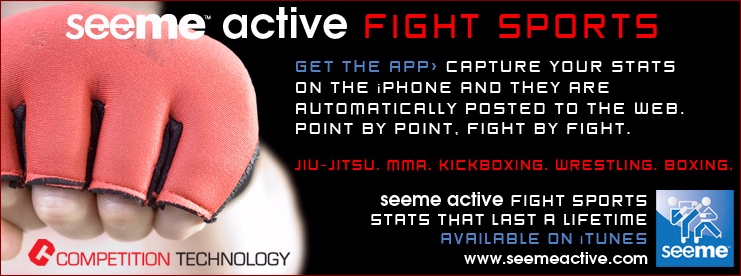 seeme™ active FIGHT SPORTS
GET THE APP› CAPTURE YOUR STATS
ON THE iPHONE AND THEY ARE
AUTOMATICALLY POSTED TO THE WEB.
POINT BY POINT, FIGHT BY FIGHT.
JIU-JITSU. MMA. KICKBOXING. WRESTLING. BOXING.
seeme active FIGHT SPORTS
STATS THAT LAST A LIFETIME
AVAILABLE ON iTUNES
www.seemeactive.com
seeme™
COMPETITION TECHNOLOGY